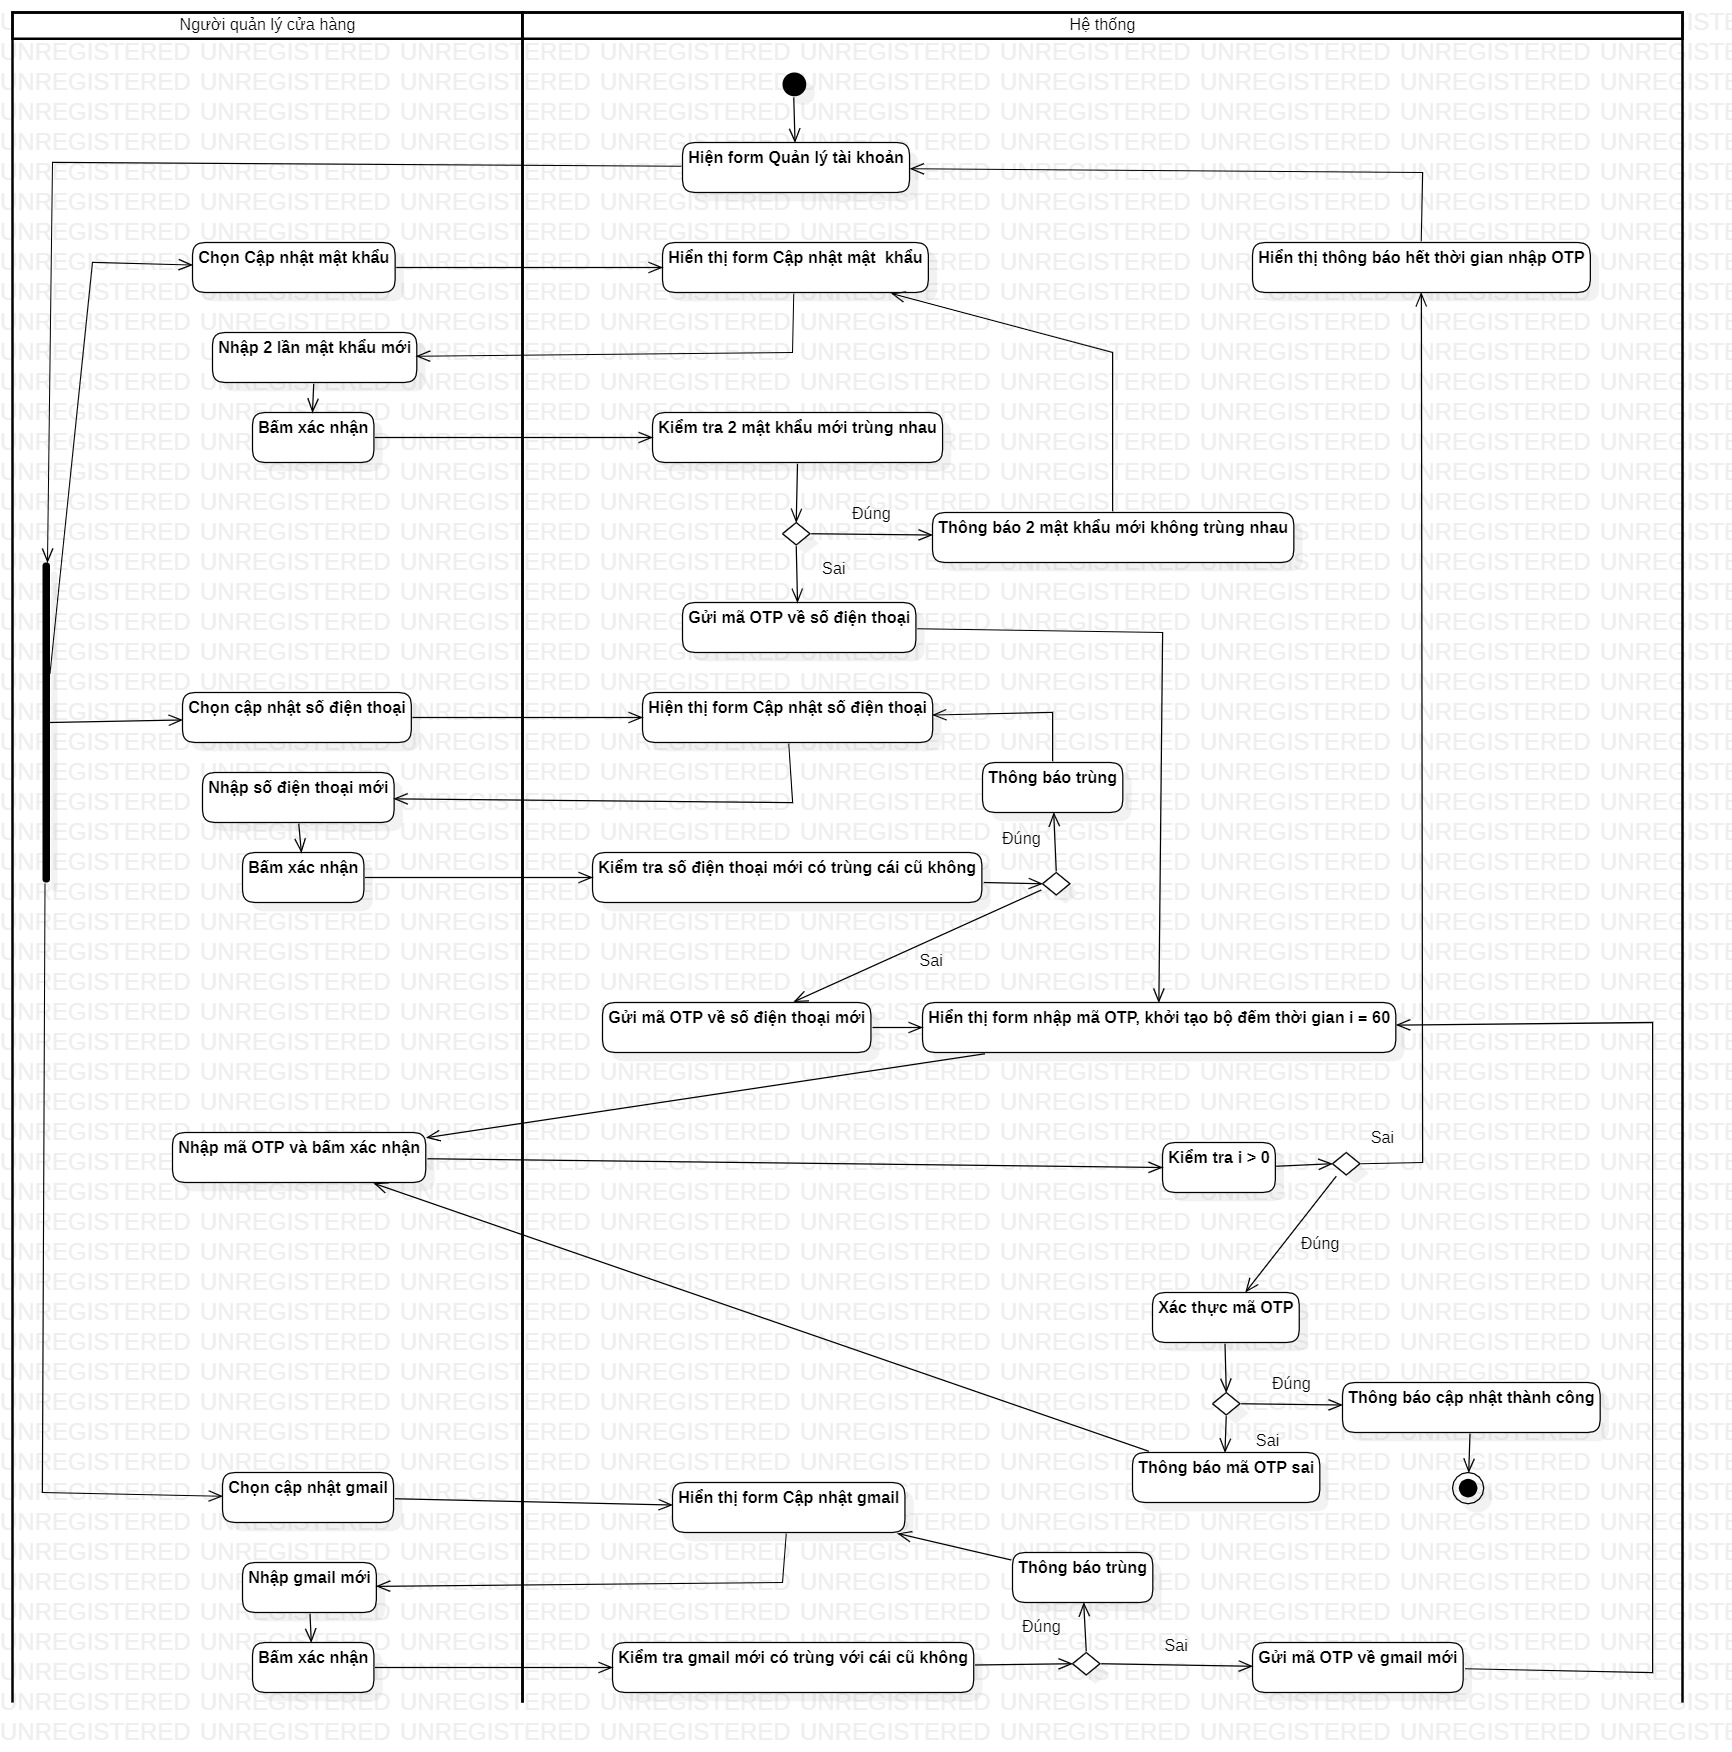 Người quản lý cửa hàng
Hệ thống
Hiện form Quản lý tài khoản
Chọn Cập nhật mật khẩu
Hiển thị form Cập nhật mật  khẩu
Hiển thị thông báo hết thời gian nhập OTP
Nhập 2 lần mật khẩu mới
Bấm xác nhận
Kiểm tra 2 mật khẩu mới trùng nhau
Đúng
Thông báo 2 mật khẩu mới không trùng nhau
Sai
Gửi mã OTP về số điện thoại
Chọn cập nhật số điện thoại
Hiện thị form Cập nhật số điện thoại
Nhập số điện thoại mới
Thông báo trùng
Đúng
Bấm xác nhận
Kiểm tra số điện thoại mới có trùng cái cũ không
Sai
Gửi mã OTP về số điện thoại mới
Hiển thị form nhập mã OTP, khởi tạo bộ đếm thời gian i = 60
Nhập mã OTP và bấm xác nhận
Kiểm tra i > 0
Sai
Đúng
Xác thực mã OTP
Đúng
Thông báo cập nhật thành công
Sai
Thông báo mã OTP sai
Chọn cập nhật gmail
Hiển thị form Cập nhật gmail
Nhập gmail mới
Thông báo trùng
Đúng
Sai
Bấm xác nhận
Kiểm tra gmail mới có trùng với cái cũ không
Gửi mã OTP về gmail mới
UNREGISTERED